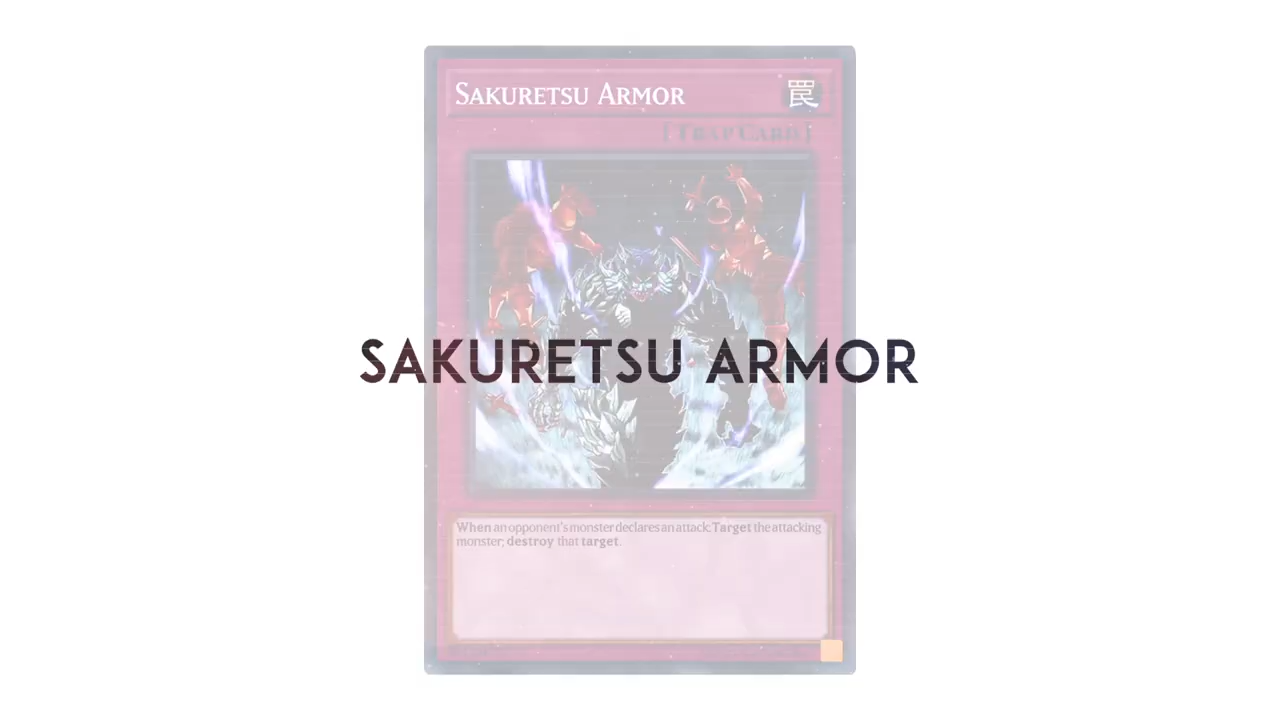 SAKURETSU ARMOR
罠
[TRAP CARD]
SAKURETSU ARMOR
When an opponent's monster declares an attack: Target the attacking
monster; destroy that target.